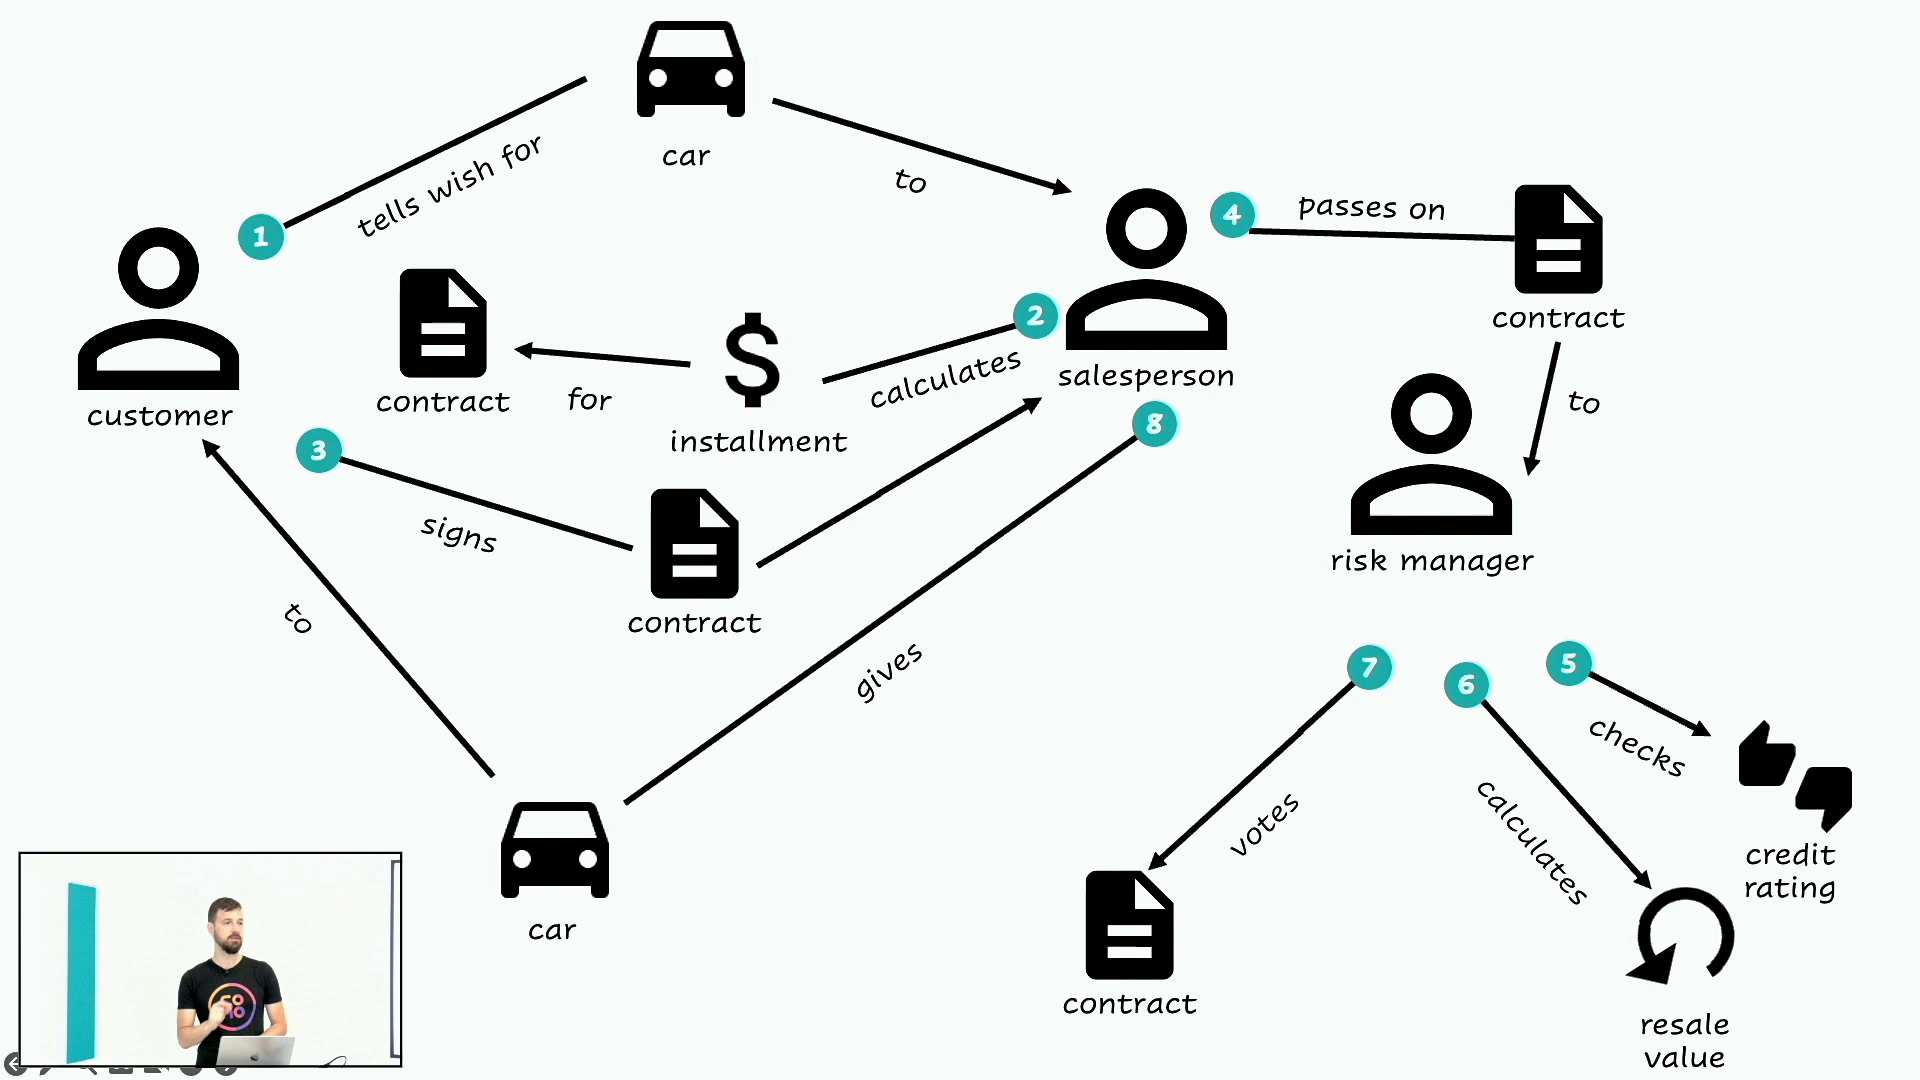 car
tells wish for
to
1
customer
contract
for
installment
2
calculates
salesperson
4
passes on
contract
to
risk manager
3
signs
contract
8
gives
to
car
7
votes
contract
6
calculates
resale
value
5
checks
credit
rating